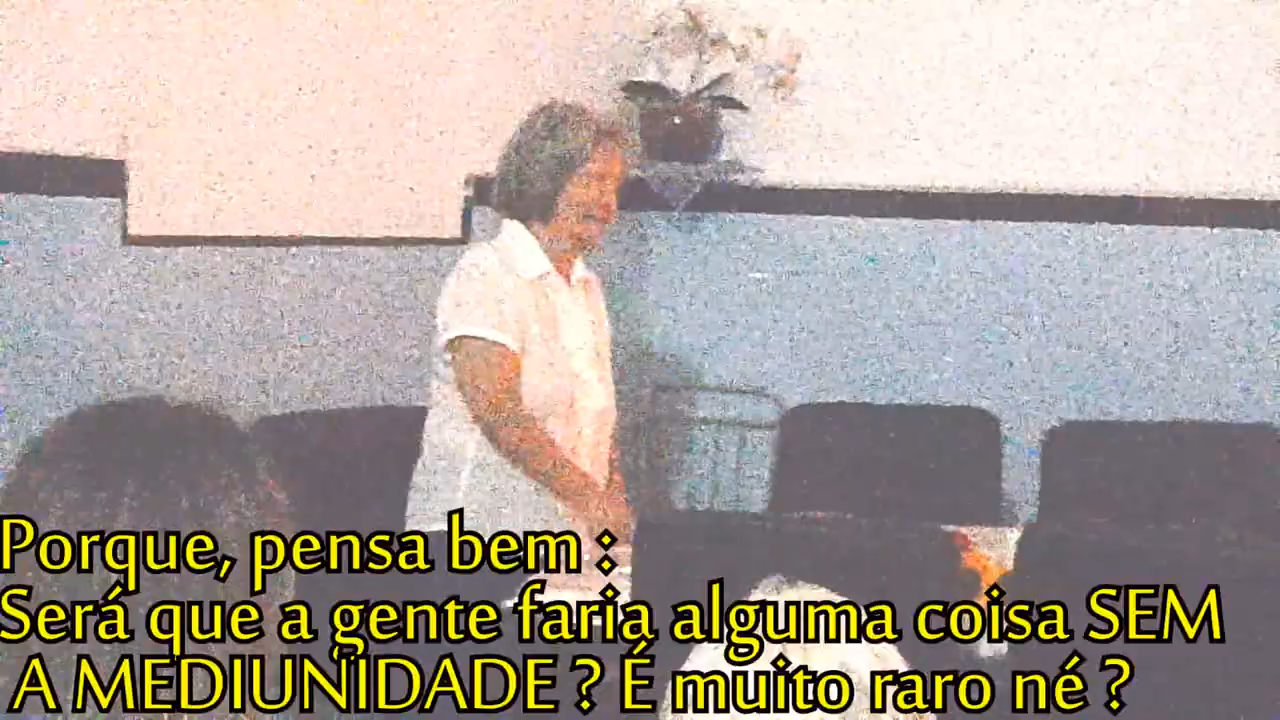 Porque, pensa bem :
Será que a gente faria alguma coisa SEM
A MEDIUNIDADE ? É muito raro né ?